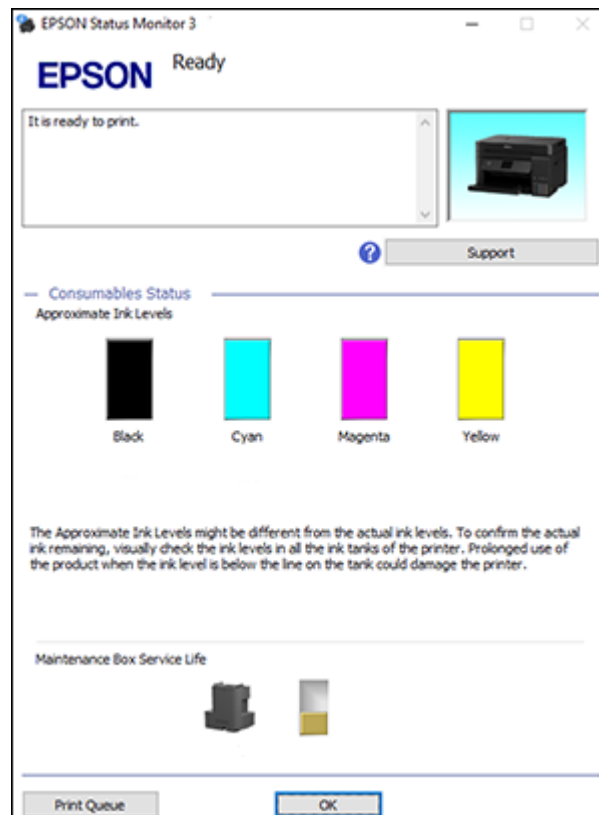 EPSON Status Monitor 3
EPSON
Ready
It is ready to print.
?
Support
Consumables Status
Approximate Ink Levels
Black
Cyan
Magenta
Yellow
The Approximate Ink Levels might be different from the actual ink levels. To confirm the actual
ink remaining, visually check the ink levels in all the ink tanks of the printer. Prolonged use of
the product when the ink level is below the line on the tank could damage the printer.
Maintenance Box Service Life
Print Queue
OK